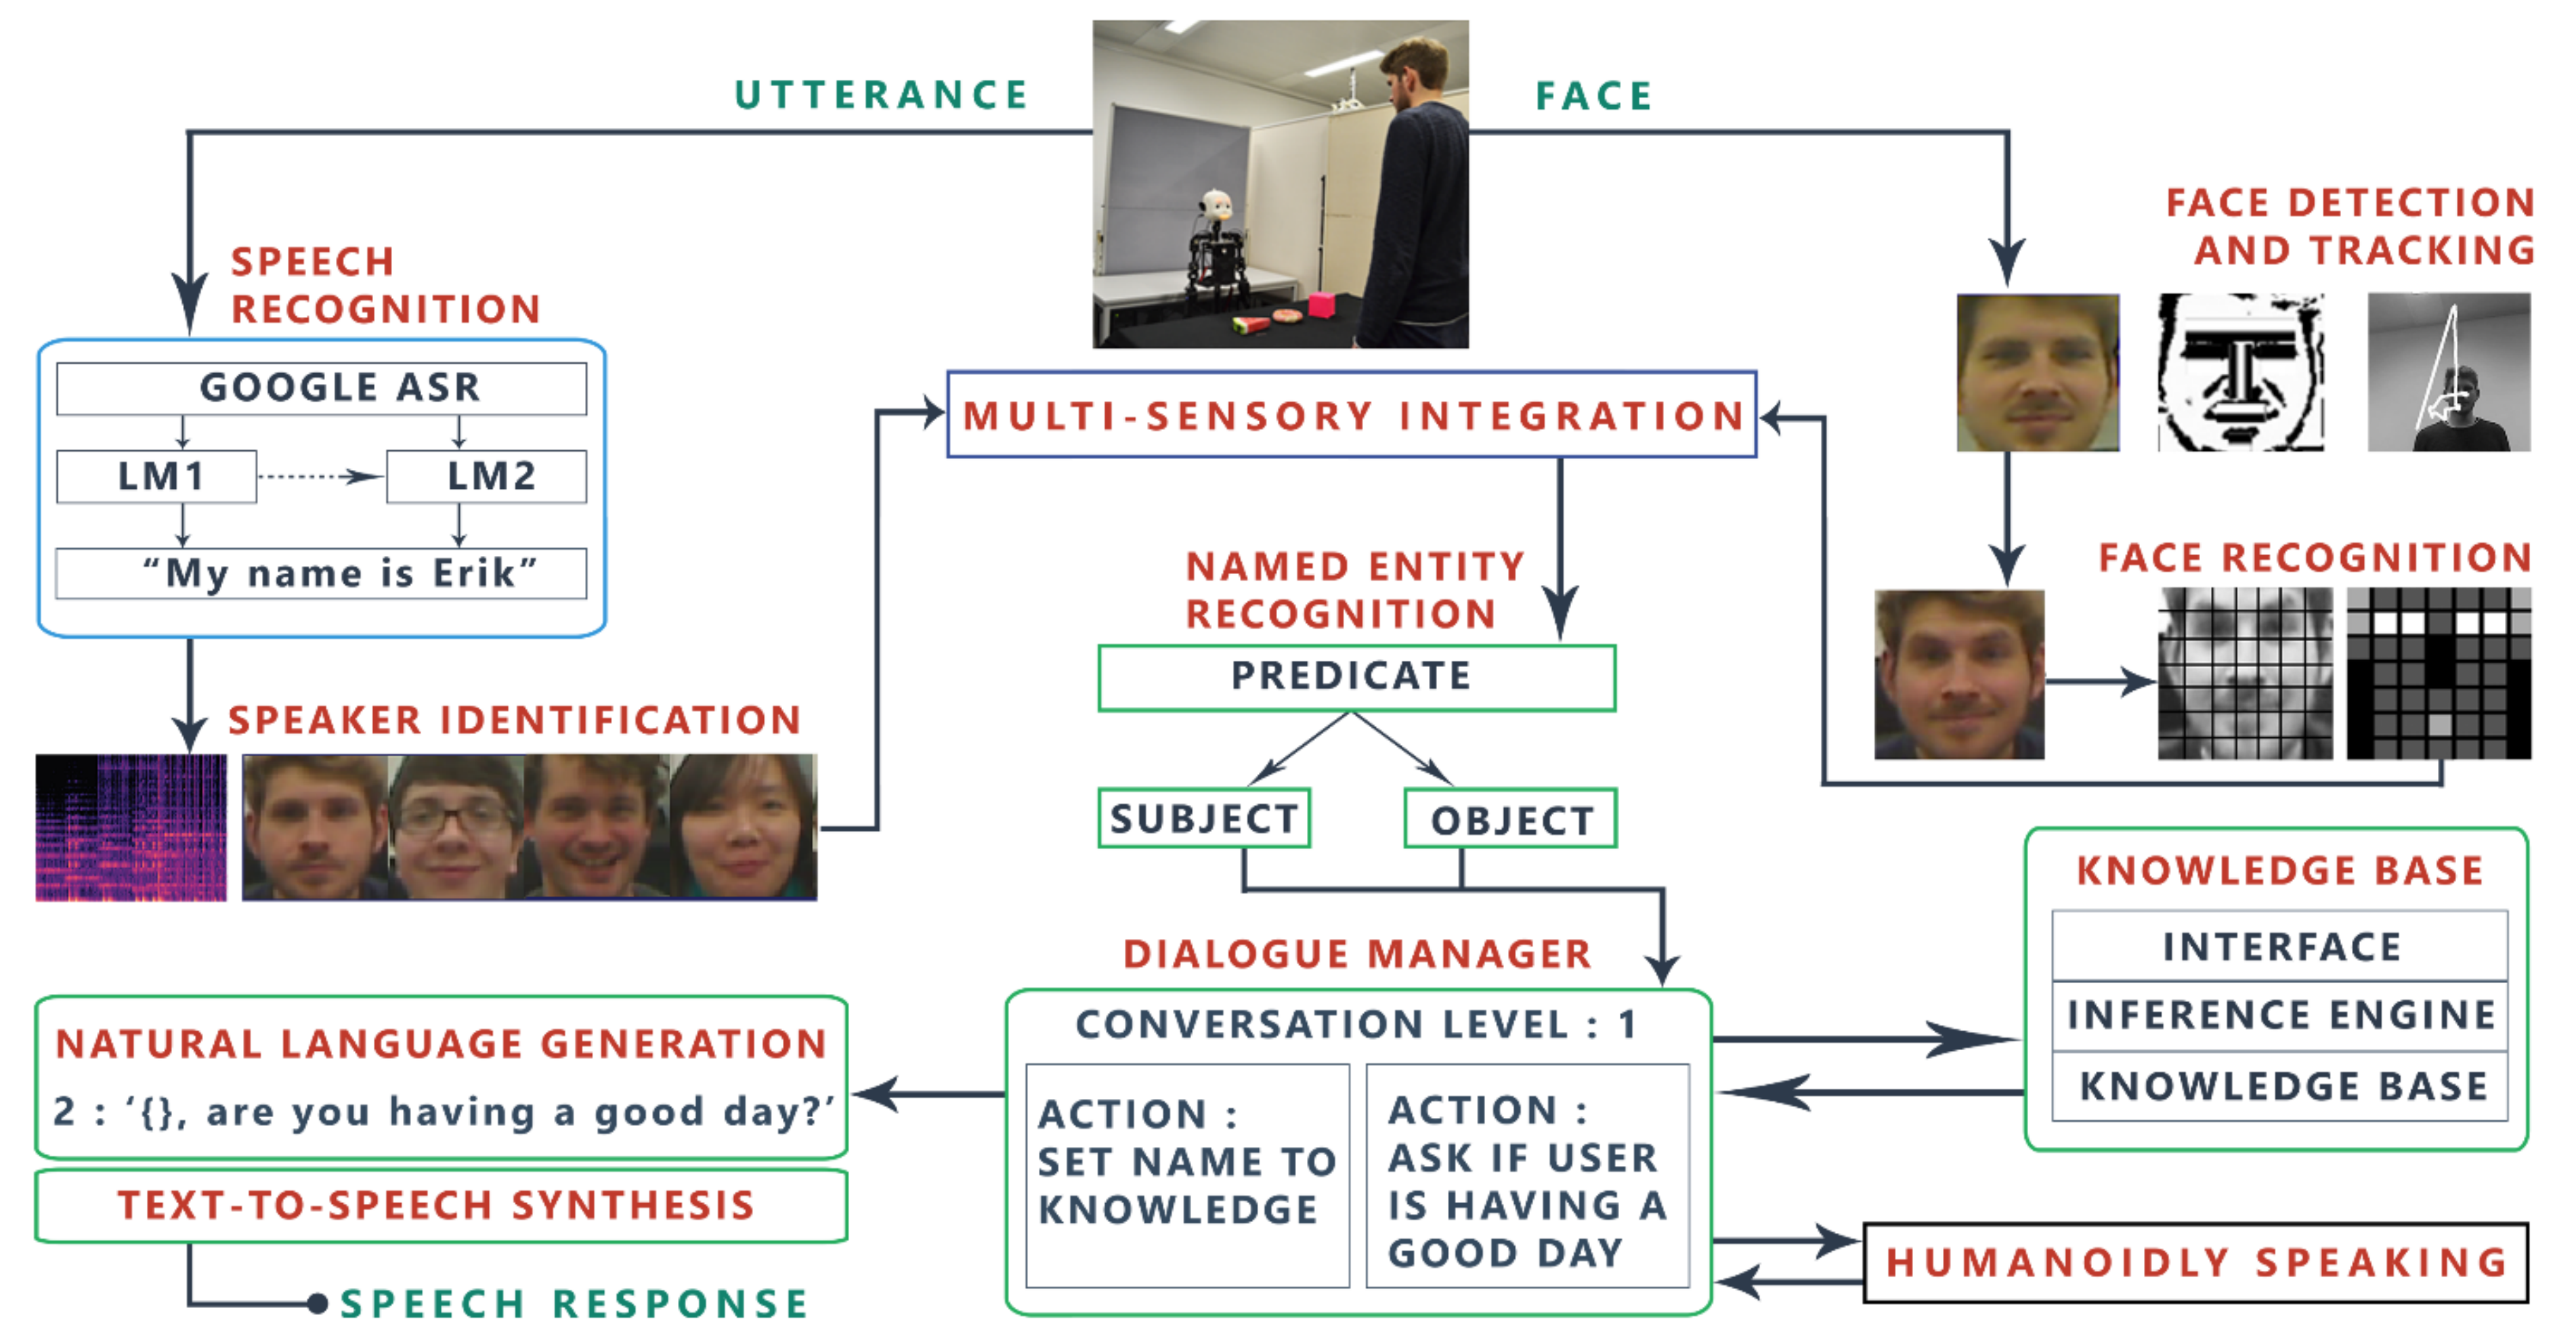 UTTERANCE
FACE
FACE DETECTION
AND TRACKING
SPEECH
RECOGNITION
GOOGLE ASR
LM1
LM2
“My name is Erik”
MULTI-SENSORY INTEGRATION
FACE RECOGNITION
NAMED ENTITY
RECOGNITION
PREDICATE
SUBJECT
OBJECT
SPEAKER IDENTIFICATION
KNOWLEDGE BASE
INTERFACE
INFERENCE ENGINE
KNOWLEDGE BASE
DIALOGUE MANAGER
CONVERSATION LEVEL : 1
ACTION :
SET NAME TO
KNOWLEDGE
ACTION :
ASK IF USER
IS HAVING A
GOOD DAY
NATURAL LANGUAGE GENERATION
2 : ‘{}, are you having a good day?’
TEXT-TO-SPEECH SYNTHESIS
SPEECH RESPONSE
HUMANOIDLY SPEAKING